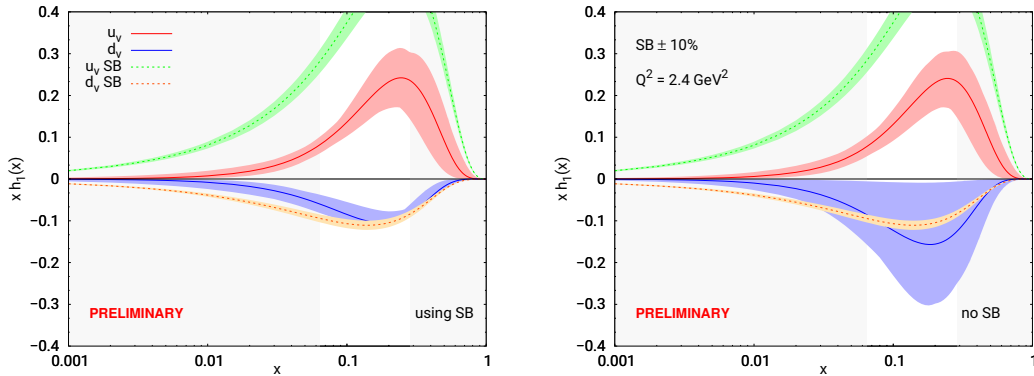 0.4
0.3
0.2
0.1
0
−0.1
−0.2
−0.3
−0.4
x h1(x)
uv
dv
uv SB
dv SB
PRELIMINARY
using SB
0.001 0.01 0.1 1
x
0.4
0.3
0.2
0.1
0
−0.1
−0.2
−0.3
−0.4
x h1(x)
SB ± 10%
Q² = 2.4 GeV²
PRELIMINARY
no SB
0.001 0.01 0.1 1
x